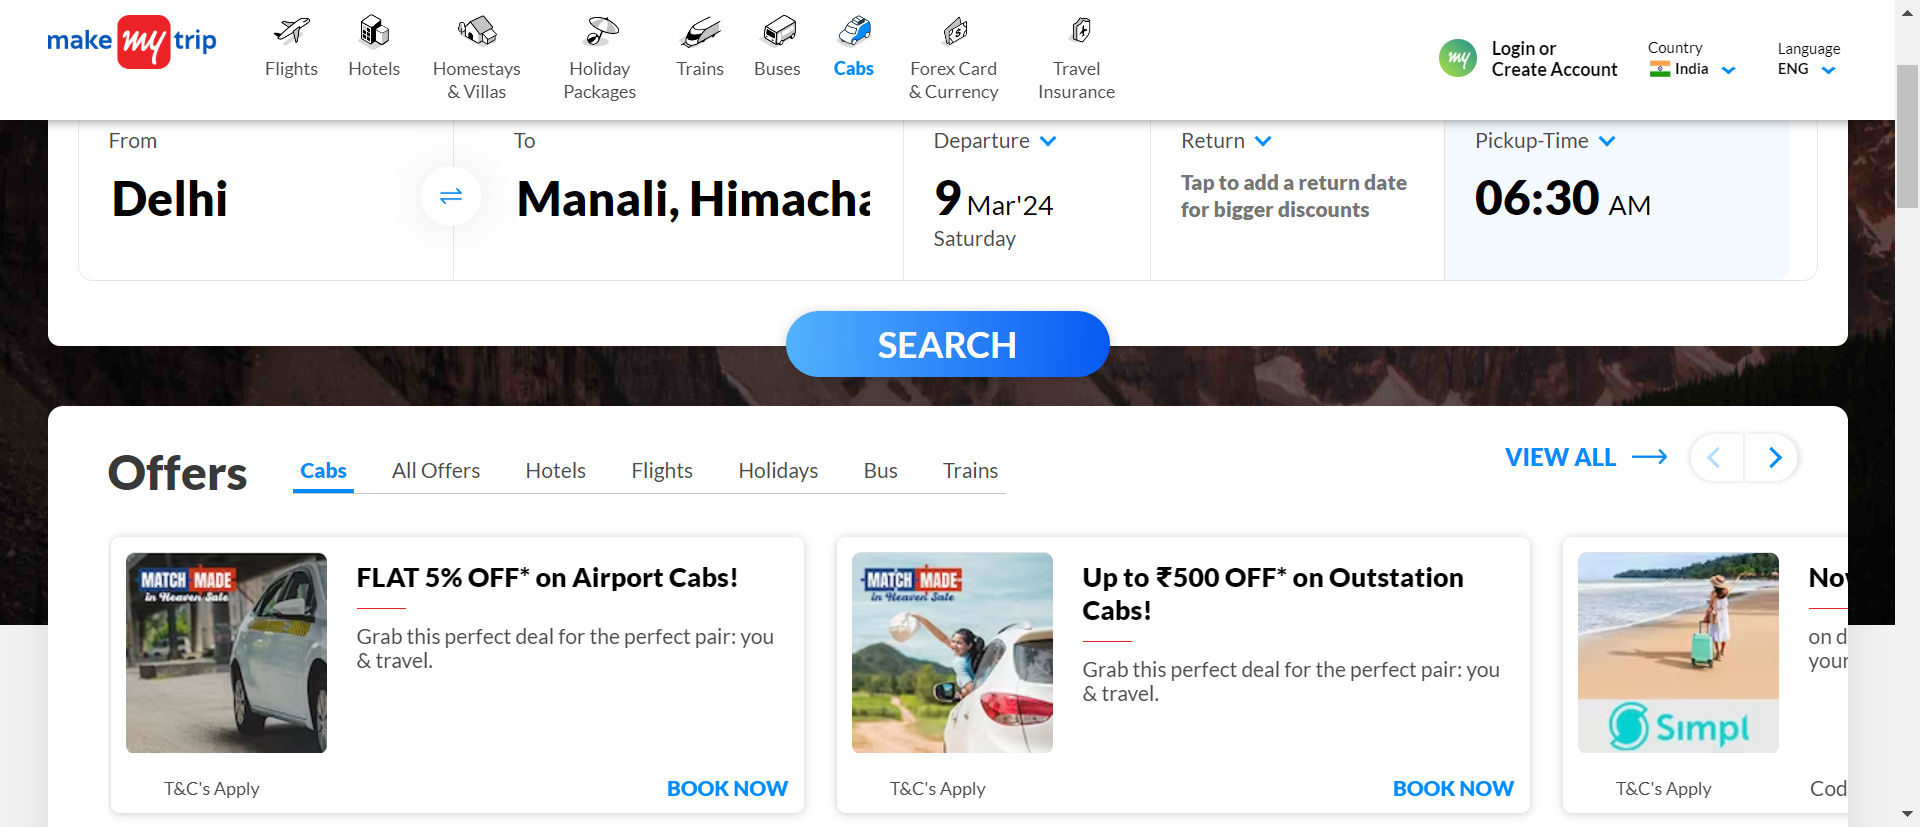 make my trip
Flights
Hotels
Homestays
& Villas
Holiday
Packages
Trains
Buses
Cabs
Forex Card
& Currency
Travel
Insurance
my
Login or
Create Account
Country
India
Language
ENG
From
Delhi
To
Manali, Himacha
Departure
9 Mar'24
Saturday
Return
Tap to add a return date
for bigger discounts
Pickup-Time
06:30 AM
SEARCH
Offers
Cabs
All Offers
Hotels
Flights
Holidays
Bus
Trains
VIEW ALL
MATCH MADE
in Heaven Sale
FLAT 5% OFF* on Airport Cabs!
Grab this perfect deal for the perfect pair: you
& travel.
T&C's Apply
BOOK NOW
MATCH MADE
in Heaven Sale
Up to ₹500 OFF* on Outstation
Cabs!
Grab this perfect deal for the perfect pair: you
& travel.
T&C's Apply
BOOK NOW
Simpl
on d
your
T&C's Apply
Cod